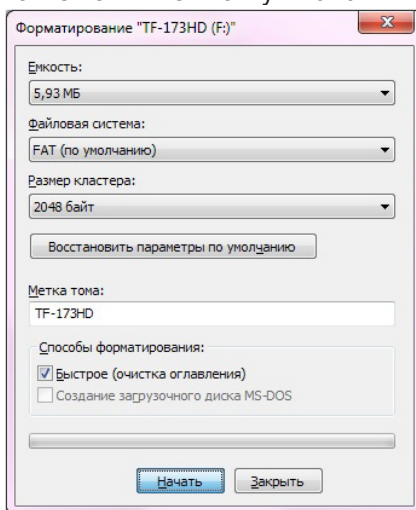 Форматирование "TF-173HD (F:)"
Емкость:
5,93 МБ
Файловая система:
FAT (по умолчанию)
Размер кластера:
2048 байт
Восстановить параметры по умолчанию
Метка тома:
TF-173HD
Способы форматирования:
Быстрое (очистка оглавления)
Создание загрузочного диска MS-DOS
Начать Закрыть